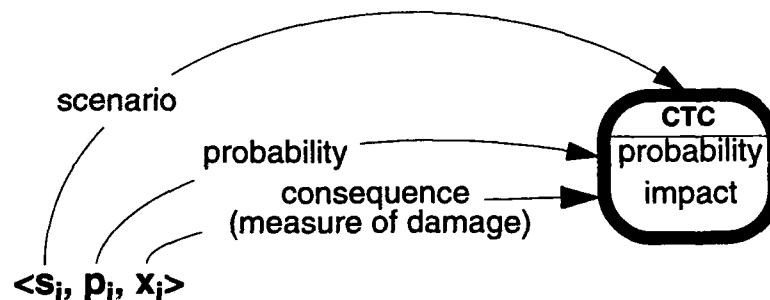 scenario
probability
consequence
(measure of damage)
<si, pi, xi>
CTC
probability
impact